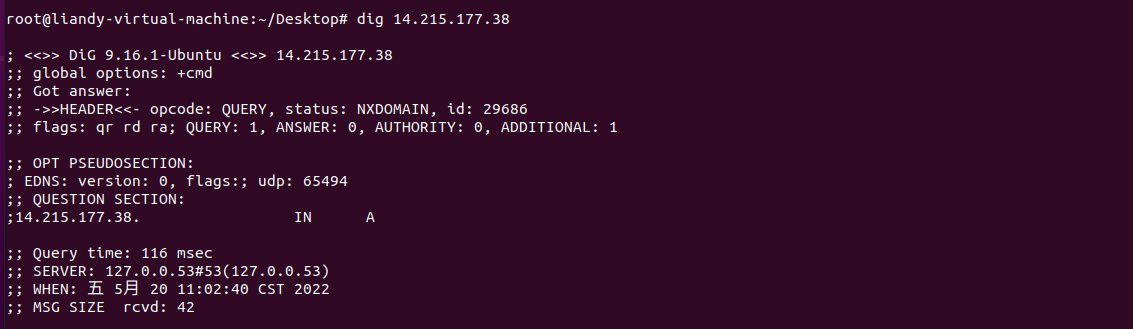 root@liandy-virtual-machine:~/Desktop# dig 14.215.177.38
; <<>> DiG 9.16.1-Ubuntu <<>> 14.215.177.38
;; global options: +cmd
;; Got answer:
;; ->>HEADER<<- opcode: QUERY, status: NXDOMAIN, id: 29686
;; flags: qr rd ra; QUERY: 1, ANSWER: 0, AUTHORITY: 0, ADDITIONAL: 1
;; OPT PSEUDOSECTION:
; EDNS: version: 0, flags:; udp: 65494
;; QUESTION SECTION:
;14.215.177.38. IN A
;; Query time: 116 msec
;; SERVER: 127.0.0.53#53(127.0.0.53)
;; WHEN: 五 5月 20 11:02:40 CST 2022
;; MSG SIZE rcvd: 42